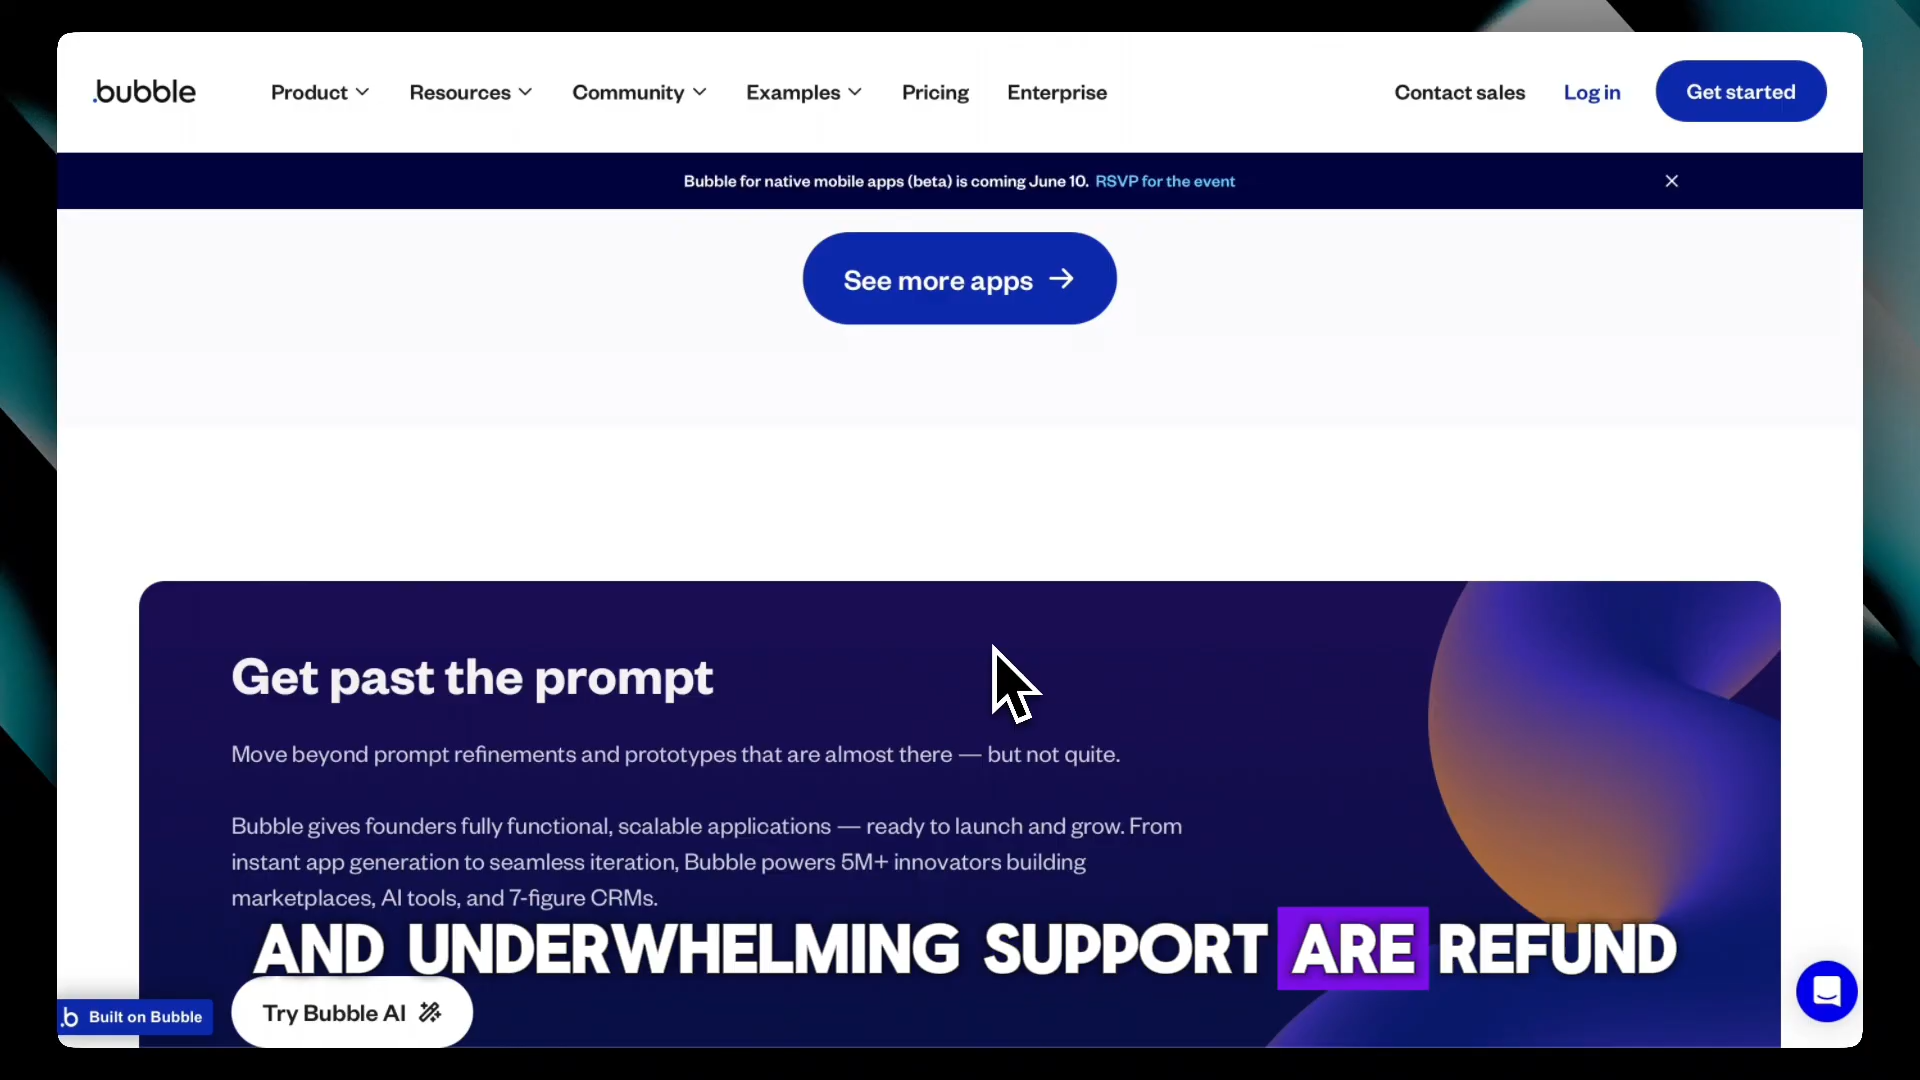 .bubble
Product
Resources
Community
Examples
Pricing
Enterprise
Contact sales
Log in
Get started
Bubble for native mobile apps (beta) is coming June 10. RSVP for the event
See more apps →
Get past the prompt
Move beyond prompt refinements and prototypes that are almost there — but not quite.
Bubble gives founders fully functional, scalable applications — ready to launch and grow. From
instant app generation to seamless iteration, Bubble powers 5M+ innovators building
marketplaces, AI tools, and 7-figure CRMs.
AND UNDERWHELMING SUPPORT ARE REFUND
Try Bubble AI
.b Built on Bubble